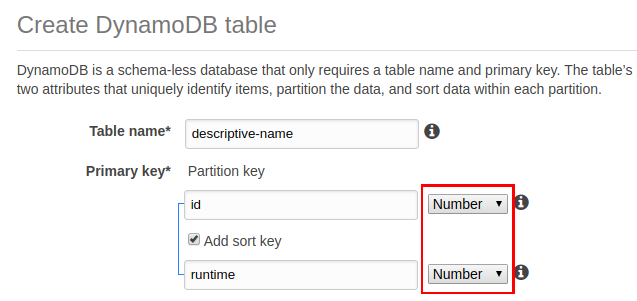 Create DynamoDB table
DynamoDB is a schema-less database that only requires a table name and primary key. The table's
two attributes that uniquely identify items, partition the data, and sort data within each partition.
Table name* descriptive-name
Primary key* Partition key
id Number
Add sort key
runtime Number